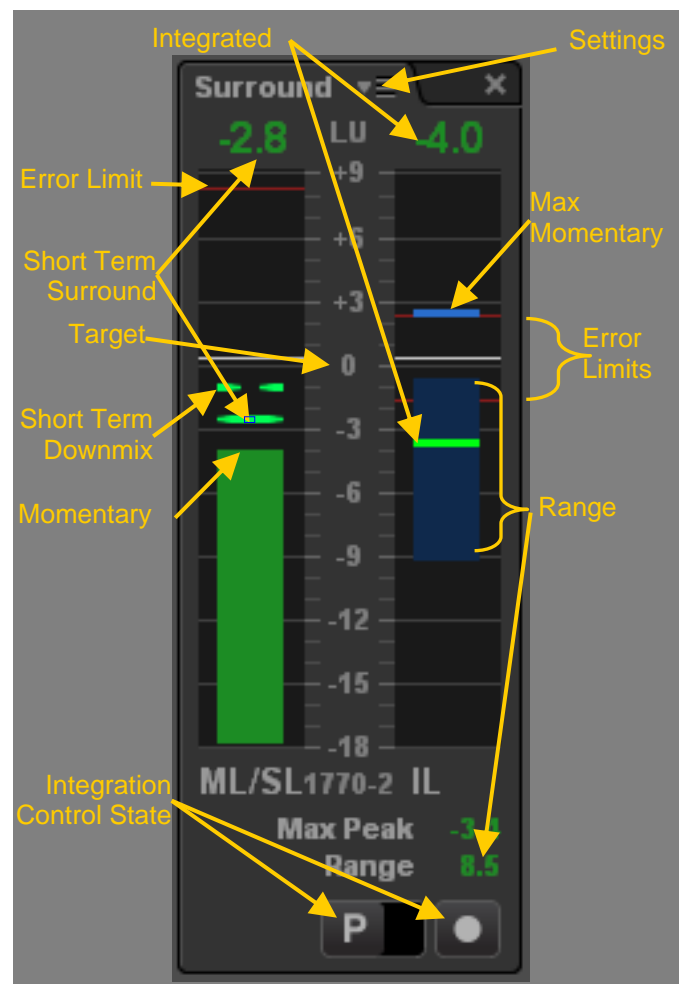 Integrated
Settings
Surround
-2.8 LU -4.0
+9
Error Limit
Max
Momentary
+6
Short Term
Surround
+3
Target
0
Error
Limits
Short Term
Downmix
-3
Momentary
-6
Range
-9
-12
-15
-18
ML/SL1770-2 IL
Integration
Control State
Max Peak
Range 8.5
P